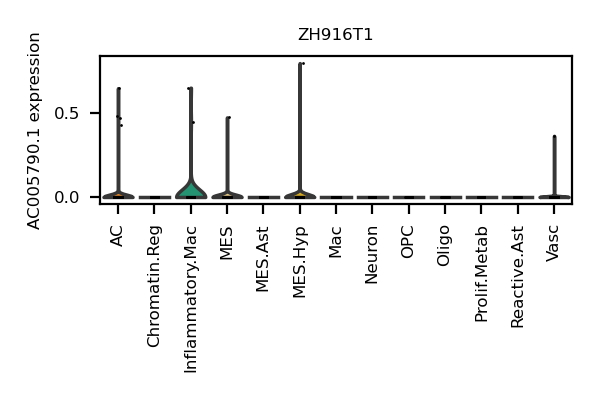 ZH916T1
AC005790.1 expression
0.5
0.0
AC
Chromatin.Reg
Inflammatory.Mac
MES
MES.Ast
MES.Hyp
Mac
Neuron
OPC
Oligo
Prolif.Metab
Reactive.Ast
Vasc